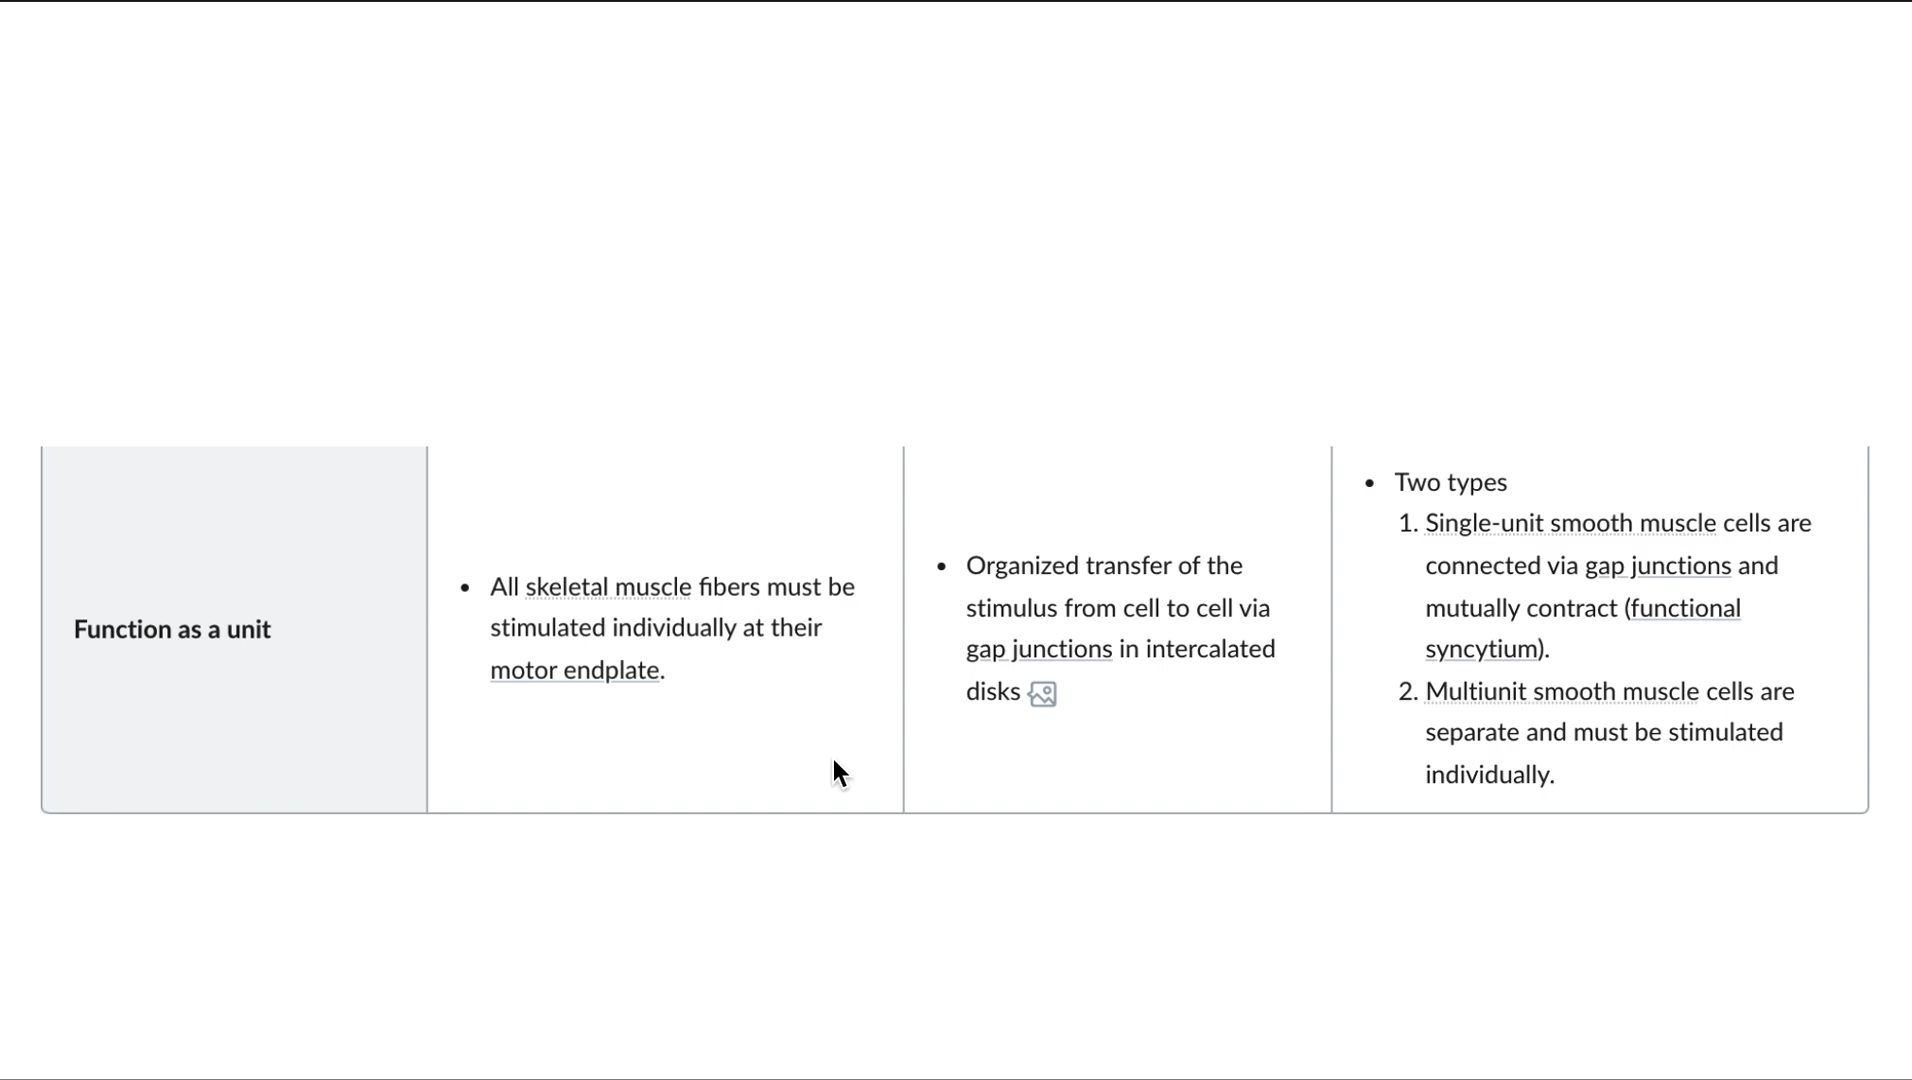 Function as a unit
• All skeletal muscle fibers must be
stimulated individually at their
motor endplate.
• Organized transfer of the
stimulus from cell to cell via
gap junctions in intercalated
disks
• Two types
1. Single-unit smooth muscle cells are
connected via gap junctions and
mutually contract (functional
syncytium).
2. Multiunit smooth muscle cells are
separate and must be stimulated
individually.